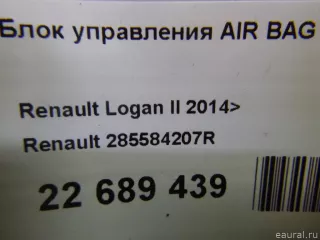 Блок управления AIR BAG
Renault Logan II 2014>
Renault 285584207R
22 689 439
eaural.ru